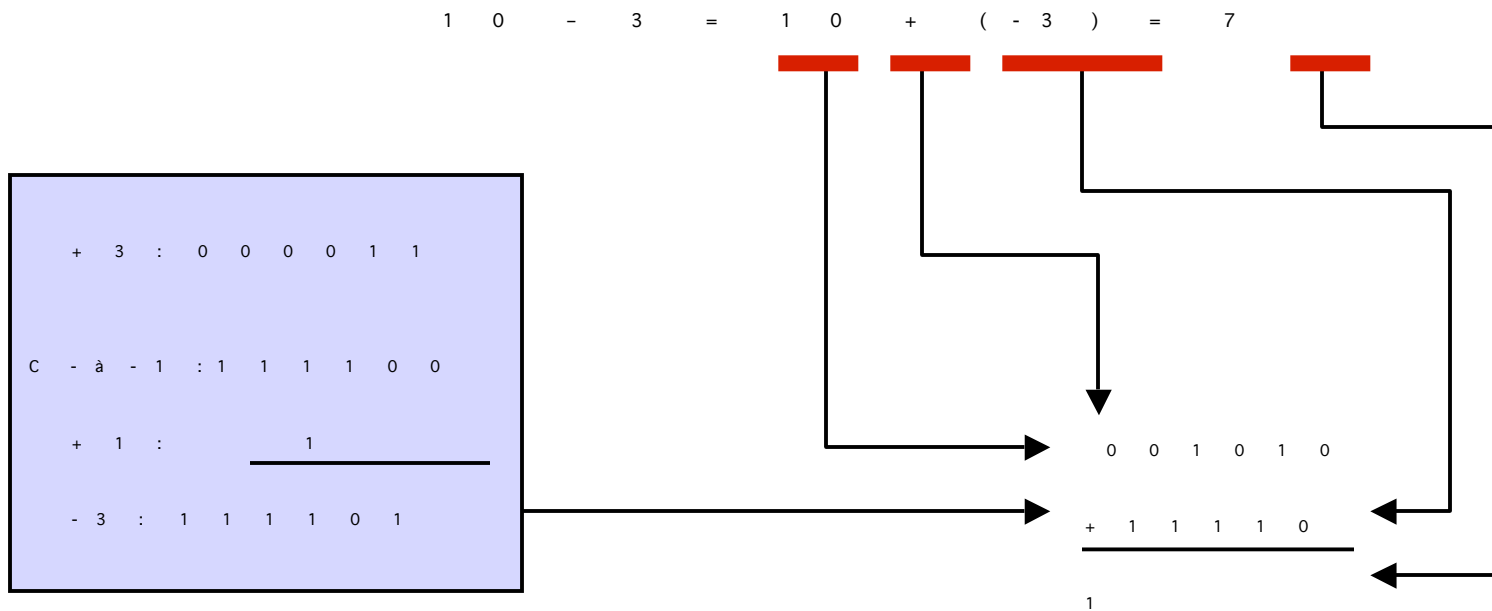 10 – 3 = 10 + (-3) = 7
+3 : 000011
C-à-1 :111100
+1 : 1
-3 : 111101
001010
+11110
1